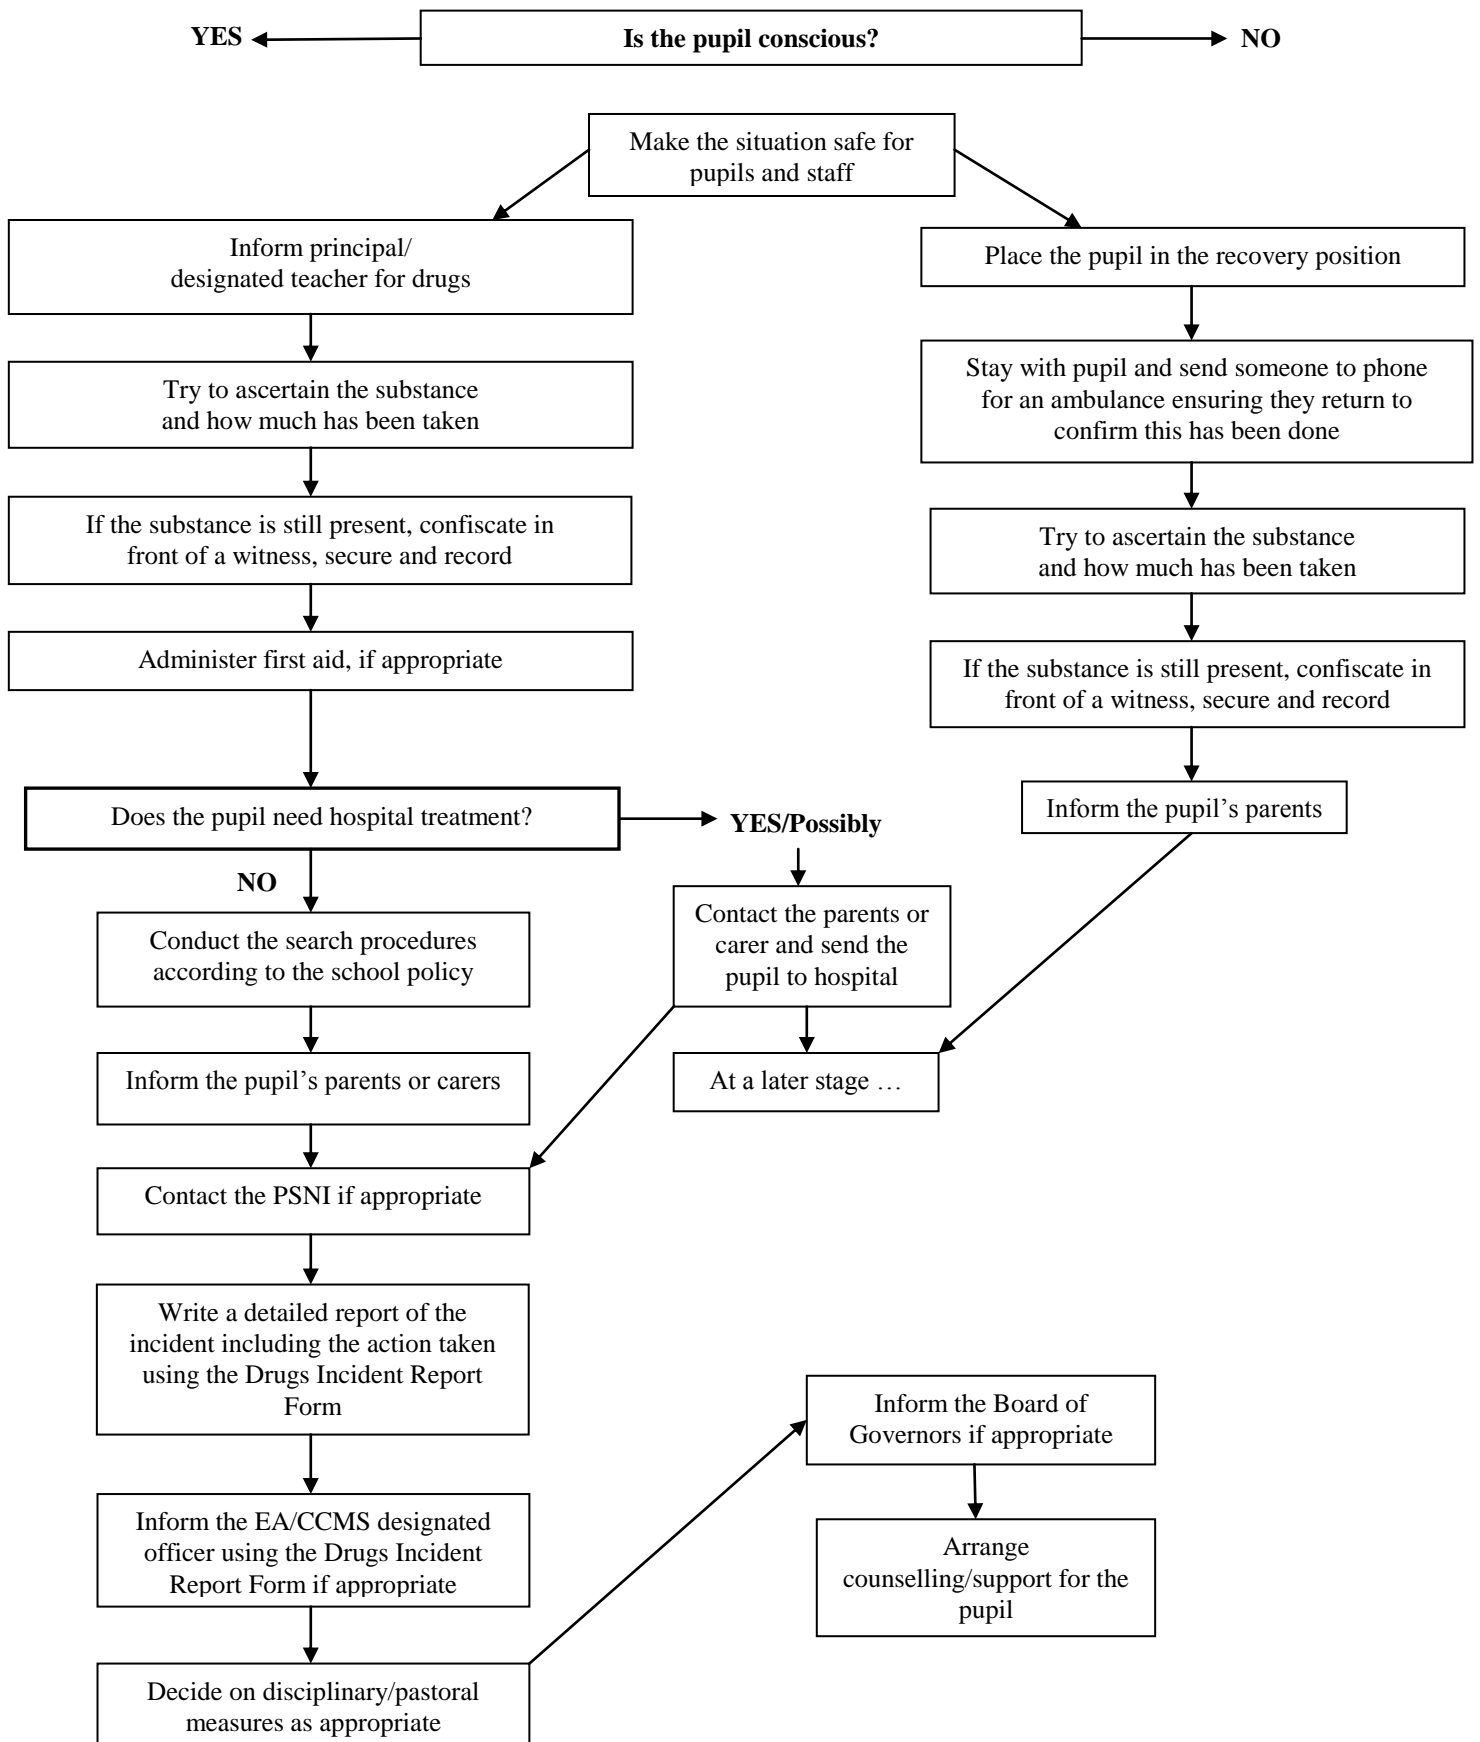 YES
Is the pupil conscious?
NO
Make the situation safe for
pupils and staff
Inform principal/
designated teacher for drugs
Try to ascertain the substance
and how much has been taken
If the substance is still present, confiscate in
front of a witness, secure and record
Administer first aid, if appropriate
Does the pupil need hospital treatment?
YES/Possibly
NO
Place the pupil in the recovery position
Stay with pupil and send someone to phone
for an ambulance ensuring they return to
confirm this has been done
Try to ascertain the substance
and how much has been taken
If the substance is still present, confiscate in
front of a witness, secure and record
Inform the pupil’s parents
Contact the parents or
carer and send the
pupil to hospital
At a later stage …
Conduct the search procedures
according to the school policy
Inform the pupil’s parents or carers
Contact the PSNI if appropriate
Write a detailed report of the
incident including the action taken
using the Drugs Incident Report
Form
Inform the EA/CCMS designated
officer using the Drugs Incident
Report Form if appropriate
Decide on disciplinary/pastoral
measures as appropriate
Inform the Board of
Governors if appropriate
Arrange
counselling/support for the
pupil